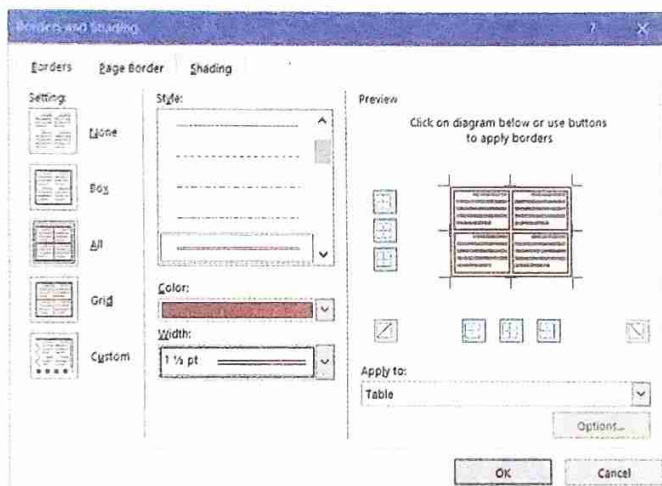 Borders and Shading ? X
Borders Page Border Shading
Setting:
None
Box
All
Grid
Custom
Style:
Color:
Width:
1 ½ pt
Preview
Click on diagram below or use buttons
to apply borders
Apply to:
Table
Options...
OK Cancel